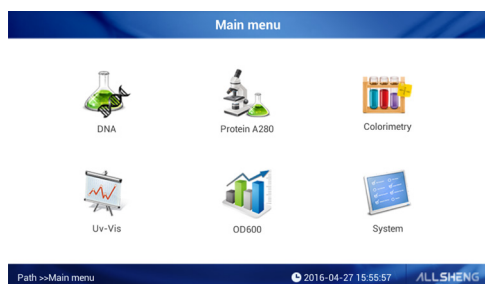 Main menu
DNA
Protein A280
Colorimetry
Uv-Vis
OD600
System
Path >>Main menu
2016-04-27 15:55:57
ALLSHENG